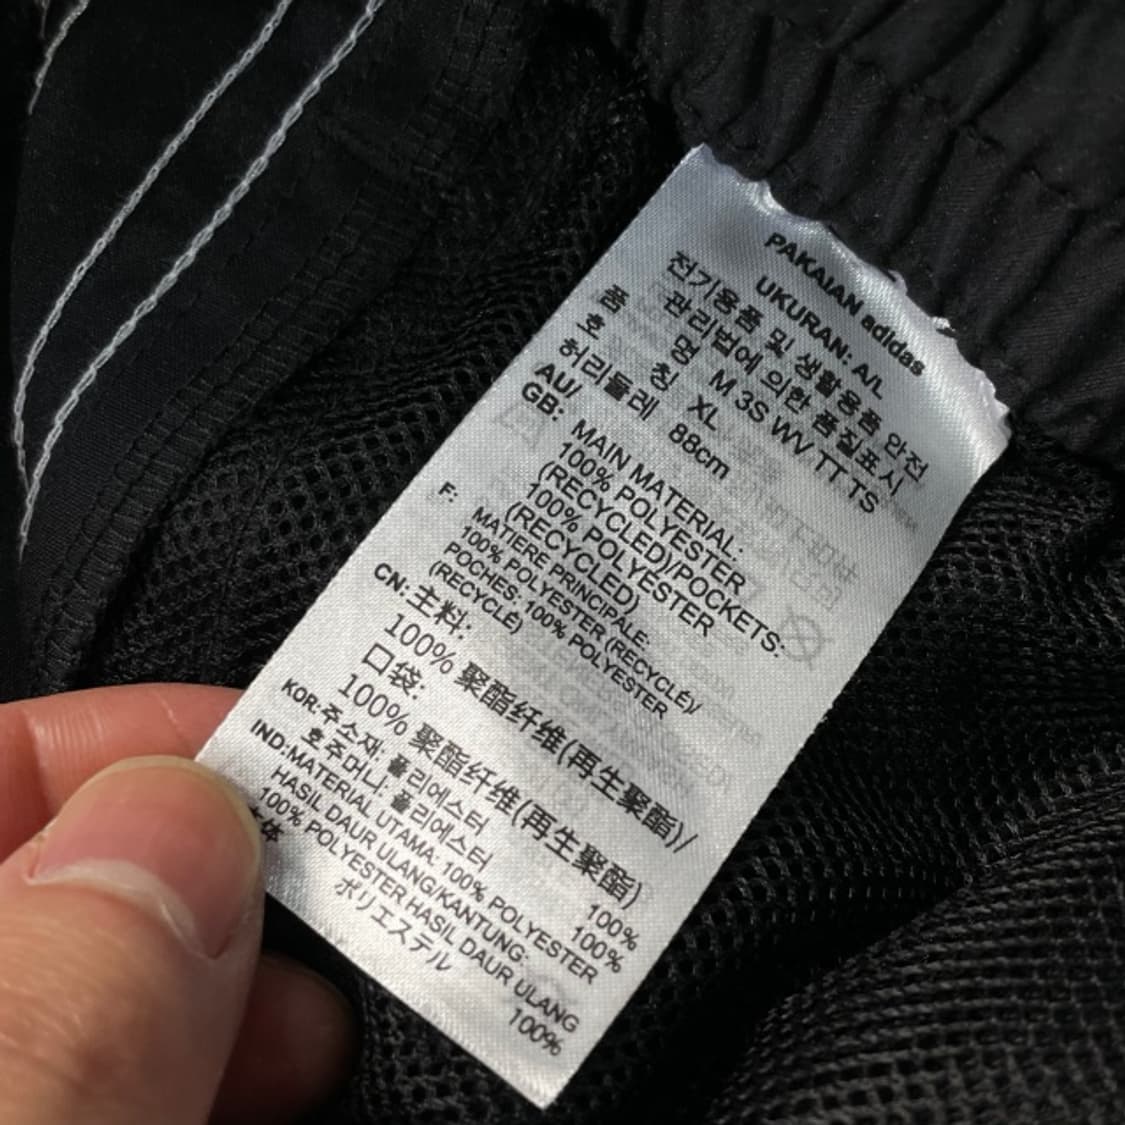 PAKAIAN adidas
UKURAN: A/L
전기용품 및 생활용품 안전
관리법에 의한 품질표시
품 명 M 3S WV TT TS
호 칭 XL
허리둘레 88cm
AU/
GB: MAIN MATERIAL:
100% POLYESTER
(RECYCLED)/POCKETS:
100% POLYESTER
(RECYCLED)
F: MATIERE PRINCIPALE:
100% POLYESTER (RECYCLÉ)/
POCHES: 100% POLYESTER
(RECYCLÉ)
CN: 主料:
100% 聚酯纤维(再生聚酯)/
口袋:
100% 聚酯纤维(再生聚酯)
KOR: 주소재: 폴리에스터 100%
호주머니: 폴리에스터 100%
IND: MATERIAL UTAMA: 100% POLYESTER
HASIL DAUR ULANG/KANTUNG:
100% POLYESTER HASIL DAUR ULANG
本体 ポリエステル 100%